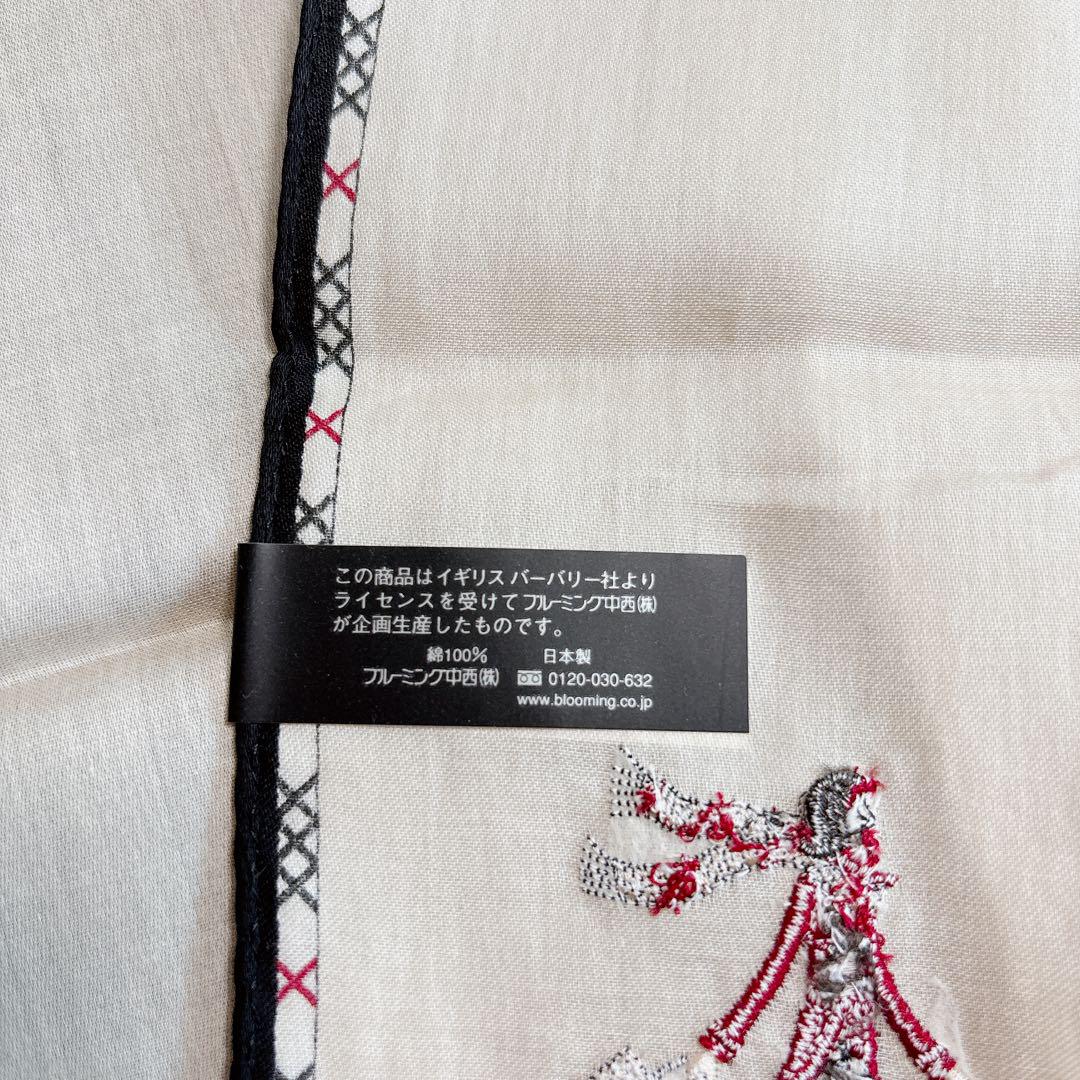 この商品はイギリス バーバリー社より
ライセンスを受けてブルーミング中西(株)
が企画生産したものです。
綿100% 日本製
ブルーミング中西(株) 0120-030-632
www.blooming.co.jp